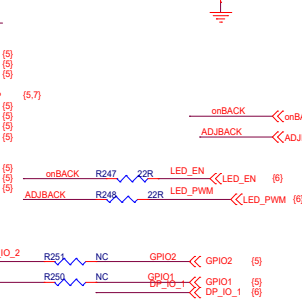 {5}
{5}
{5}
{5,7}
{5}
{5}
{5}
{5}
onBACK
ADJBACK
ADJ
{5}
{5}
{5}
onBACK R247 22R LED_EN LED_EN {6}
ADJBACK R248 22R LED_PWM LED_PWM {6}
IO_2 R251 NC GPIO2 GPIO2 {5}
R250 NC GPIO1 GPIO1 {5}
DP_IO_1 DP_IO_1 {6}